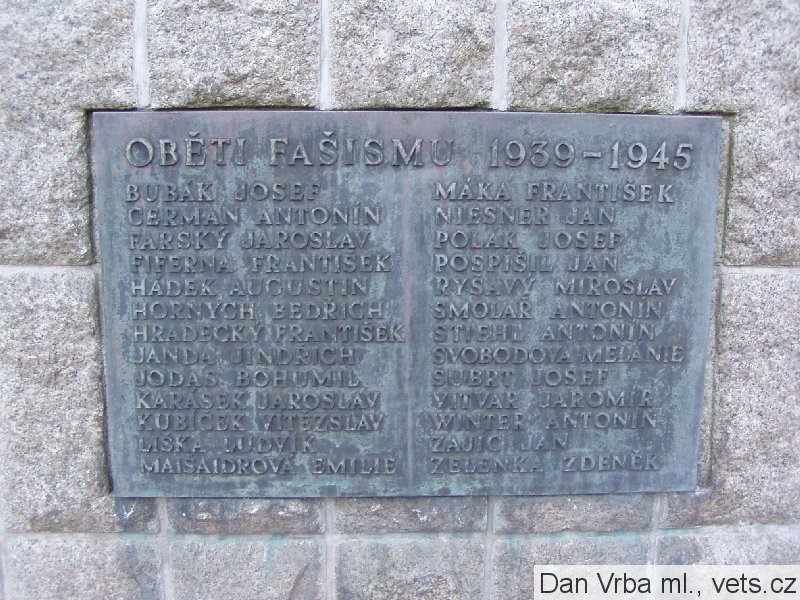 OBĚTI FAŠISMU 1939-1945
BUBÁK JOSEF
ČERMÁN ANTONÍN
FARSKÝ JAROSLAV
FIFERNA FRANTIŠEK
HÁDEK AUGUSTIN
HORNYCH BEDŘICH
HRADECKÝ FRANTIŠEK
JANDA JINDŘICH
JODAS BOHUMIL
KARÁSEK JAROSLAV
KUBÍČEK VÍTĚZSLAV
LIŠKA LUDVÍK
MAISAIDROVÁ EMILIE
MÁKA FRANTIŠEK
NIESNER JAN
POLÁK JOSEF
POSPÍŠIL JAN
RYŠAVÝ MIROSLAV
SMOLAŘ ANTONÍN
STIEHL ANTONÍN
SVOBODOVÁ MELÁNIE
ŠUBRT JOSEF
VITVAR JAROMÍR
WINTER ANTONÍN
ZAJÍC JAN
ZELENKA ZDENĚK
Dan Vrba ml., vets.cz